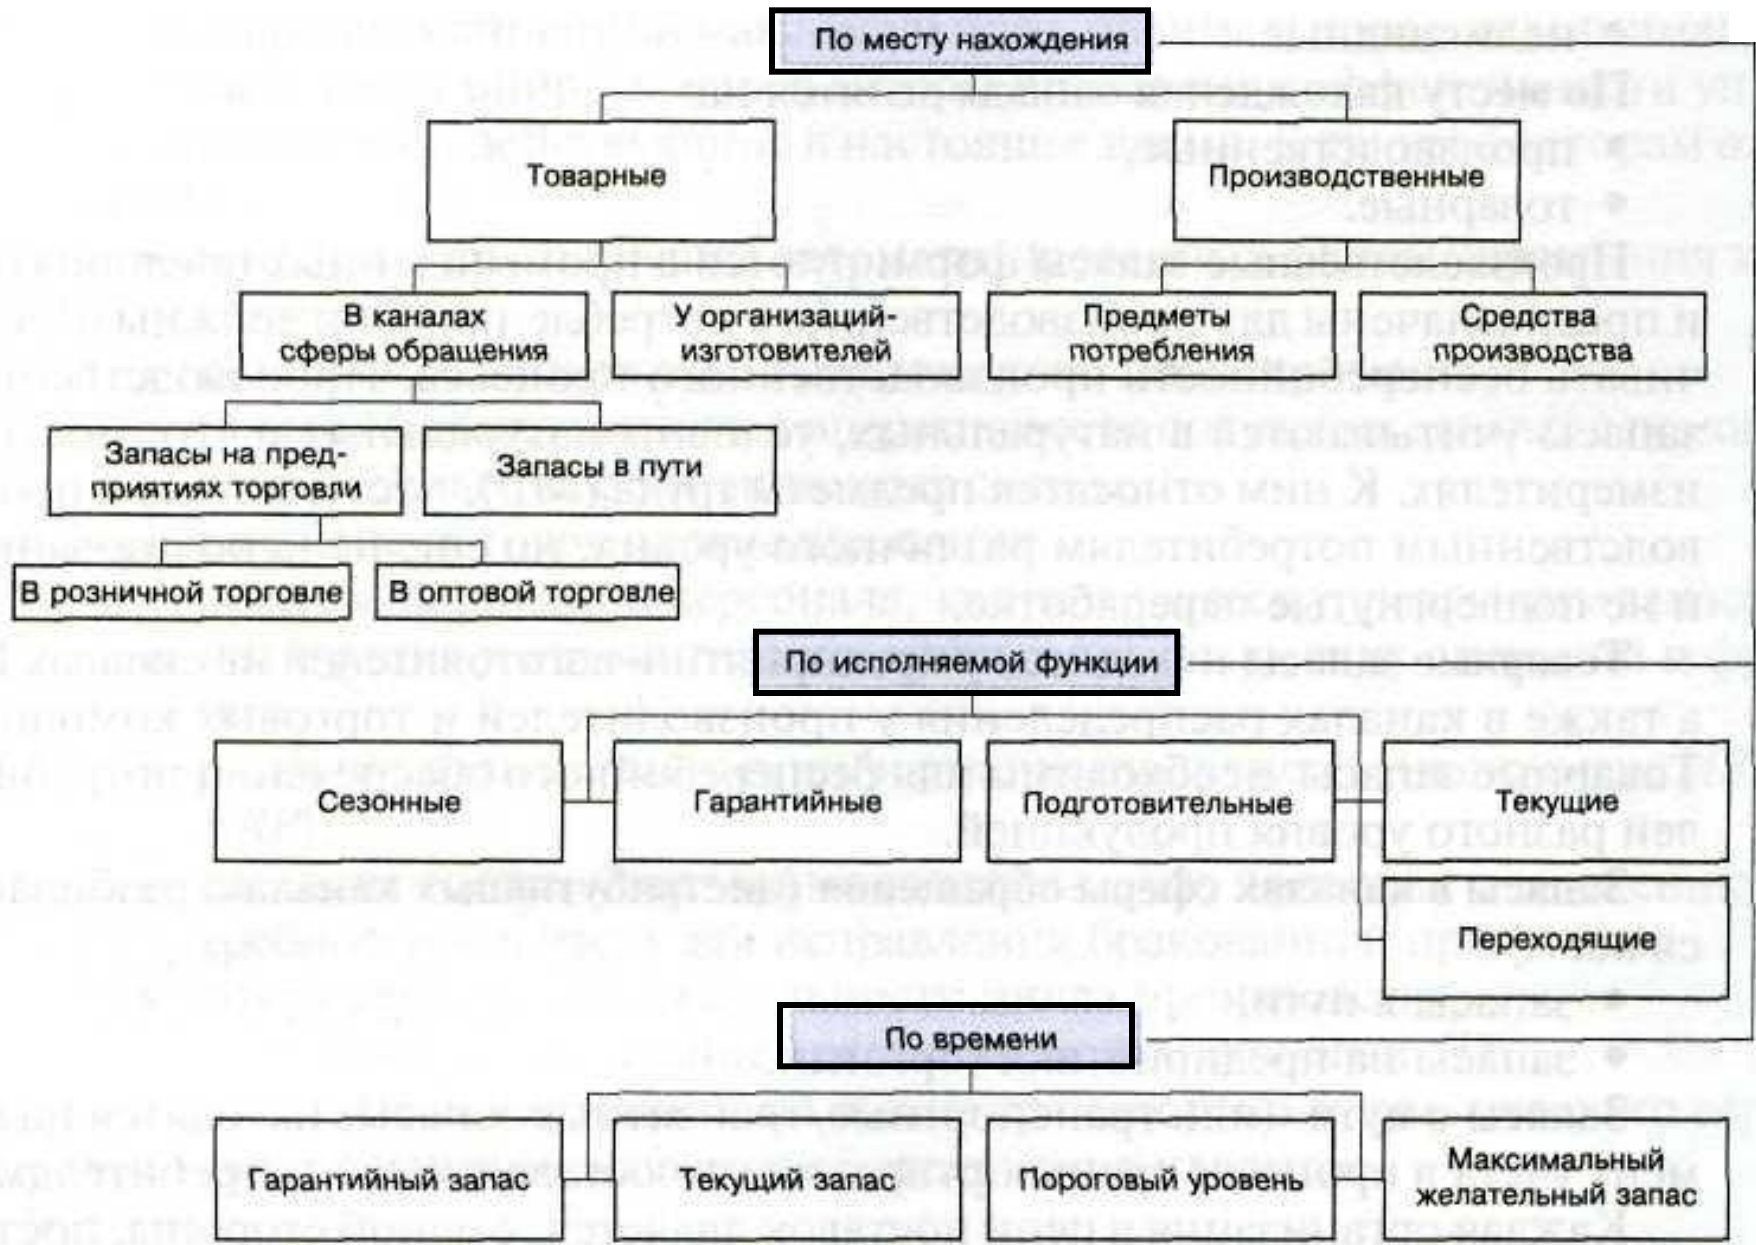 По месту нахождения
Товарные
Производственные
В каналах
сферы обращения
У организаций-
изготовителей
Предметы
потребления
Средства
производства
Запасы на пред-
приятиях торговли
Запасы в пути
В розничной торговле
В оптовой торговле
По исполняемой функции
Сезонные
Гарантийные
Подготовительные
Текущие
Переходящие
По времени
Гарантийный запас
Текущий запас
Пороговый уровень
Максимальный
желательный запас